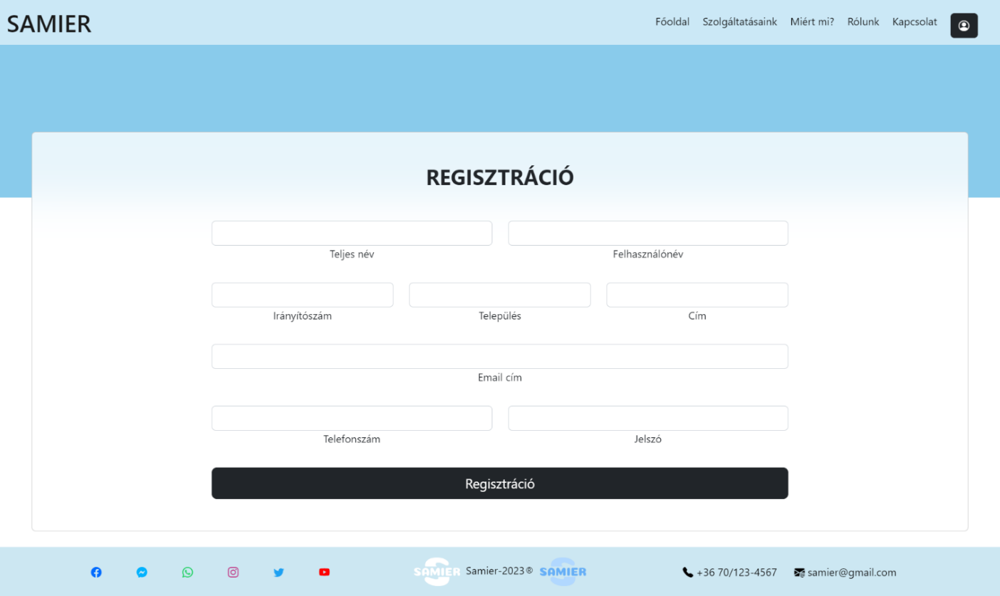 SAMIER
Főoldal Szolgáltatásaink Miért mi? Rólunk Kapcsolat
REGISZTRÁCIÓ
Teljes név Felhasználónév
Irányítószám Település Cím
Email cím
Telefonszám Jelszó
Regisztráció
SAMIER Samier-2023® SAMIER
+36 70/123-4567 samier@gmail.com